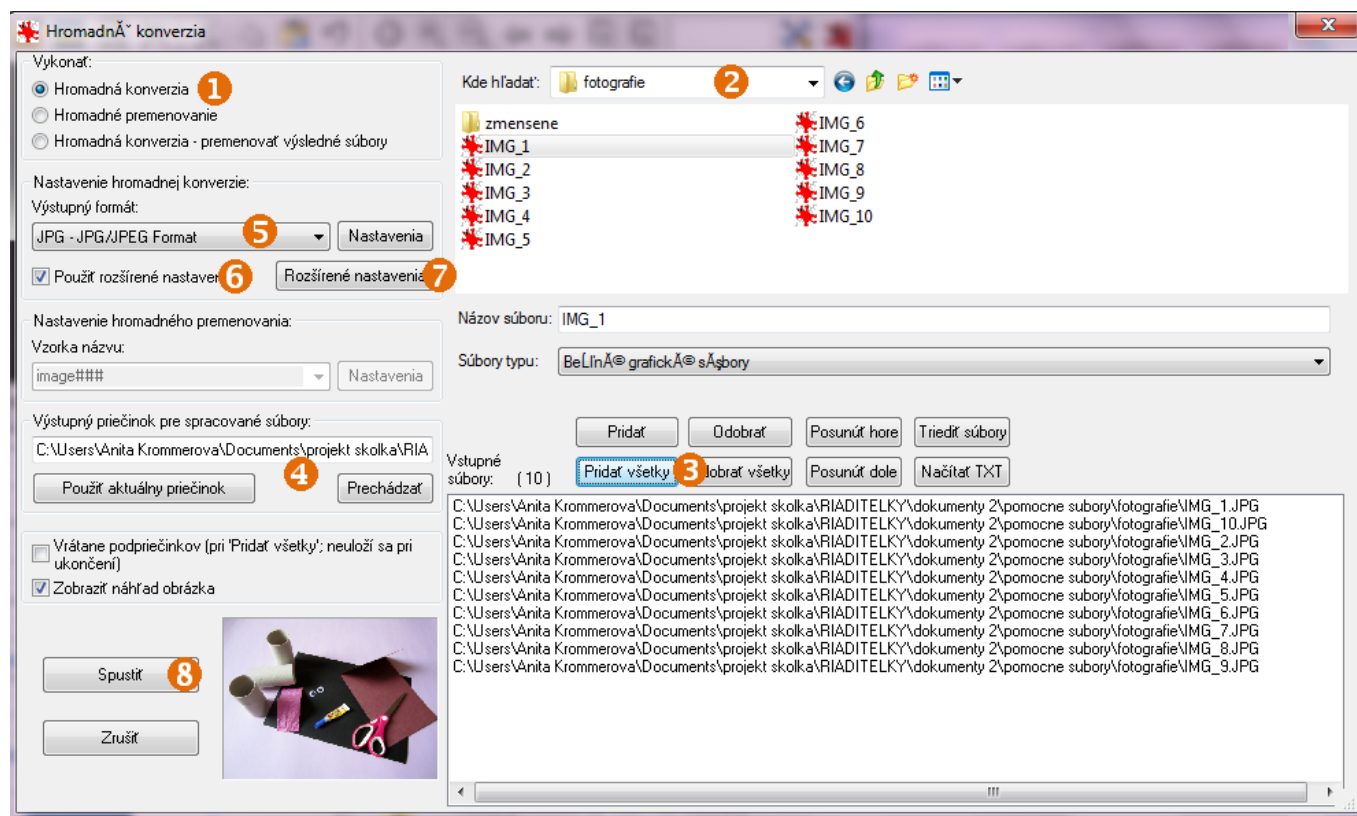 HromadnĂˇ konverzia
Vykonať:
Hromadná konverzia 1
Hromadné premenovanie
Hromadná konverzia - premenovať výsledné súbory
Nastavenie hromadnej konverzie:
Výstupný formát:
JPG - JPG/JPEG Format 5 Nastavenia
Použiť rozšírené 6 Rozšírené nastavenia 7
Nastavenie hromadného premenovania:
Vzorka názvu:
image### Nastavenia
Výstupný priečinok pre spracované súbory:
C:\Users\Anita Krommerova\Documents\projekt skolka\RIA
4
Použiť aktuálny priečinok Prechádzať
Vrátane podpriečinkov (pri 'Pridať všetky'; neuloží sa pri
ukončení)
Zobraziť náhľad obrázka
Spustiť 8
Zrušiť
Kde hľadať: fotografie 2
zmensene
IMG_1
IMG_2
IMG_3
IMG_4
IMG_5
IMG_6
IMG_7
IMG_8
IMG_9
IMG_10
Názov súboru: IMG_1
Súbory typu: BeĹľnĂ© grafickĂ© sĂşbory
Pridať Odobrať Posunúť hore Triediť súbory
Vstupné
súbory: ( 10 ) Pridať všetky 3 všetky Posunúť dole Načítať TXT
C:\Users\Anita Krommerova\Documents\projekt skolka\RIADITELKY\dokumenty 2\pomocne subory\fotografie\IMG_1.JPG
C:\Users\Anita Krommerova\Documents\projekt skolka\RIADITELKY\dokumenty 2\pomocne subory\fotografie\IMG_10.JPG
C:\Users\Anita Krommerova\Documents\projekt skolka\RIADITELKY\dokumenty 2\pomocne subory\fotografie\IMG_2.JPG
C:\Users\Anita Krommerova\Documents\projekt skolka\RIADITELKY\dokumenty 2\pomocne subory\fotografie\IMG_3.JPG
C:\Users\Anita Krommerova\Documents\projekt skolka\RIADITELKY\dokumenty 2\pomocne subory\fotografie\IMG_4.JPG
C:\Users\Anita Krommerova\Documents\projekt skolka\RIADITELKY\dokumenty 2\pomocne subory\fotografie\IMG_5.JPG
C:\Users\Anita Krommerova\Documents\projekt skolka\RIADITELKY\dokumenty 2\pomocne subory\fotografie\IMG_6.JPG
C:\Users\Anita Krommerova\Documents\projekt skolka\RIADITELKY\dokumenty 2\pomocne subory\fotografie\IMG_7.JPG
C:\Users\Anita Krommerova\Documents\projekt skolka\RIADITELKY\dokumenty 2\pomocne subory\fotografie\IMG_8.JPG
C:\Users\Anita Krommerova\Documents\projekt skolka\RIADITELKY\dokumenty 2\pomocne subory\fotografie\IMG_9.JPG